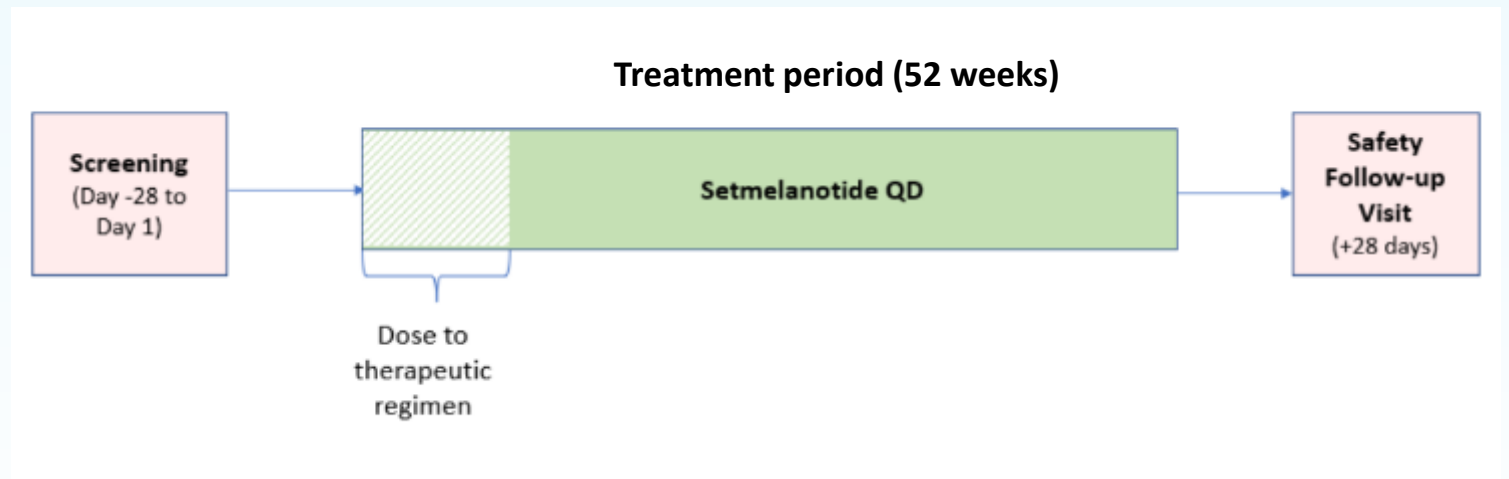 Treatment period (52 weeks)
Screening
(Day -28 to
Day 1)
Setmelanotide QD
Safety
Follow-up
Visit
(+28 days)
Dose to
therapeutic
regimen